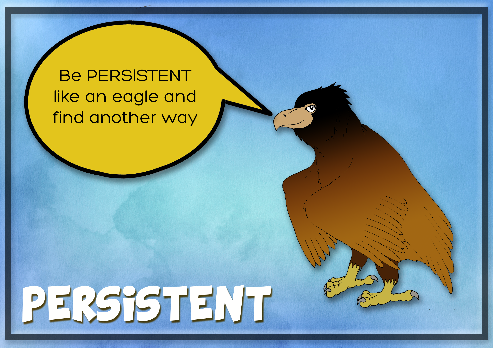 Be PERSISTENT
like an eagle and
find another way
PERSiSTENT